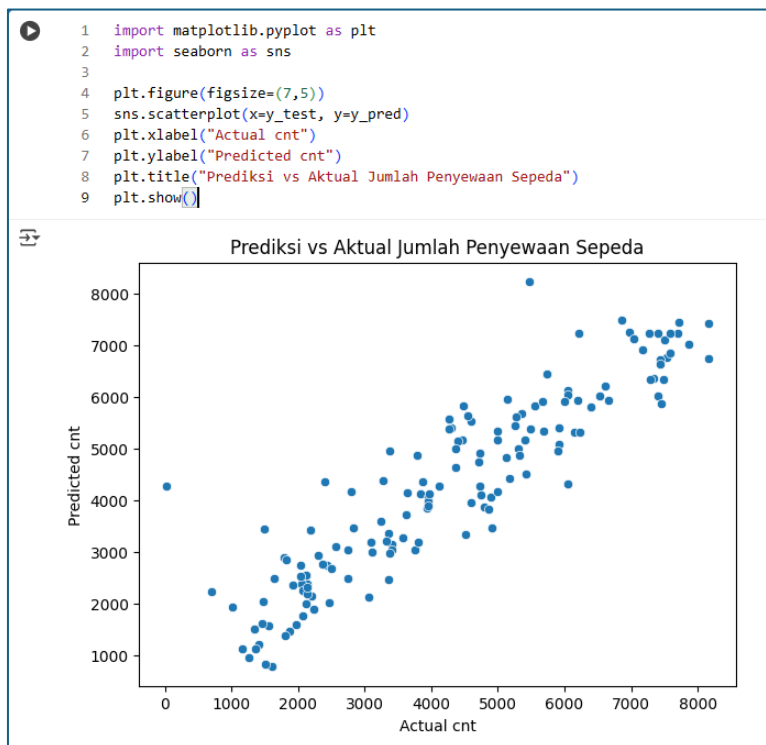 1 import matplotlib.pyplot as plt
2 import seaborn as sns
3
4 plt.figure(figsize=(7,5))
5 sns.scatterplot(x=y_test, y=y_pred)
6 plt.xlabel("Actual cnt")
7 plt.ylabel("Predicted cnt")
8 plt.title("Prediksi vs Aktual Jumlah Penyewaan Sepeda")
9 plt.show()
Prediksi vs Aktual Jumlah Penyewaan Sepeda
Predicted cnt
8000
7000
6000
5000
4000
3000
2000
1000
0 1000 2000 3000 4000 5000 6000 7000 8000
Actual cnt